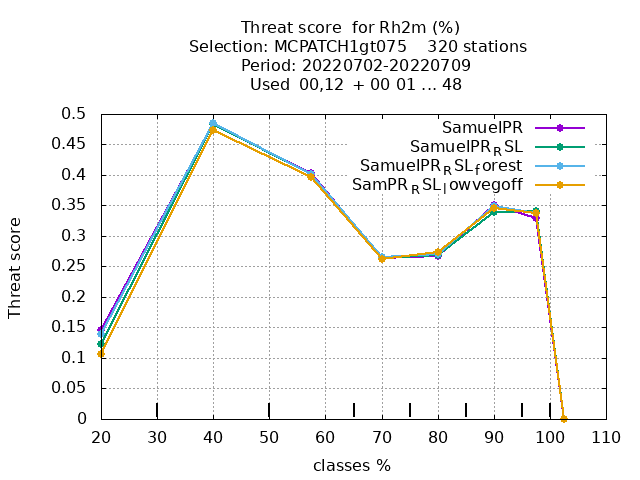 Threat score for Rh2m (%)
Selection: MCPATCH1gt075 320 stations
Period: 20220702-20220709
Used 00,12 + 00 01 ... 48
0.5
0.45
0.4
0.35
0.3
0.25
0.2
0.15
0.1
0.05
0
Threat score
SamuelPR
SamuelPR_RSL
SamuelPR_RSL_forest
SamPR_RSL_lowvegoff
20 30 40 50 60 70 80 90 100 110
classes %